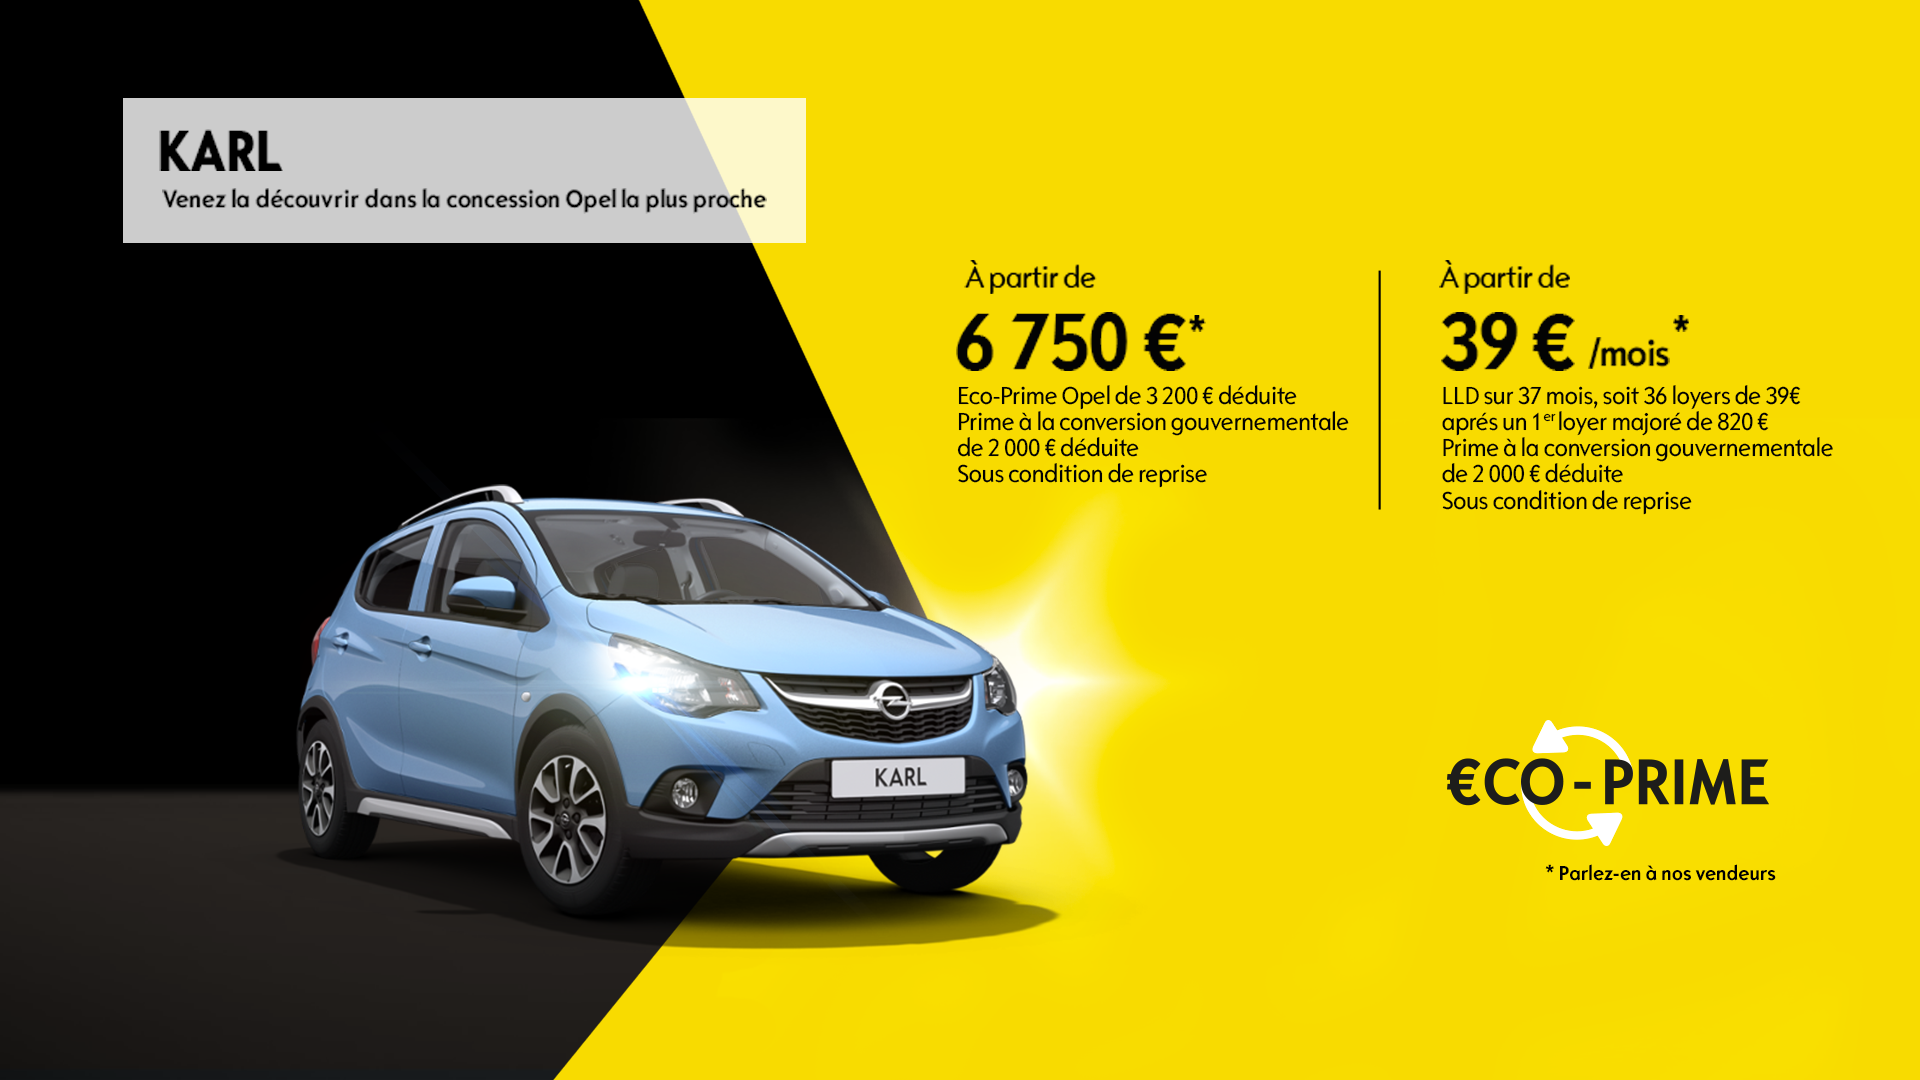 KARL
Venez la découvrir dans la concession Opel la plus proche
À partir de
6 750 €*
Eco-Prime Opel de 3 200 € déduite
Prime à la conversion gouvernementale
de 2 000 € déduite
Sous condition de reprise
À partir de
39 € /mois*
LLD sur 37 mois, soit 36 loyers de 39€
aprés un 1er loyer majoré de 820 €
Prime à la conversion gouvernementale
de 2 000 € déduite
Sous condition de reprise
KARL
€CO-PRIME
* Parlez-en à nos vendeurs